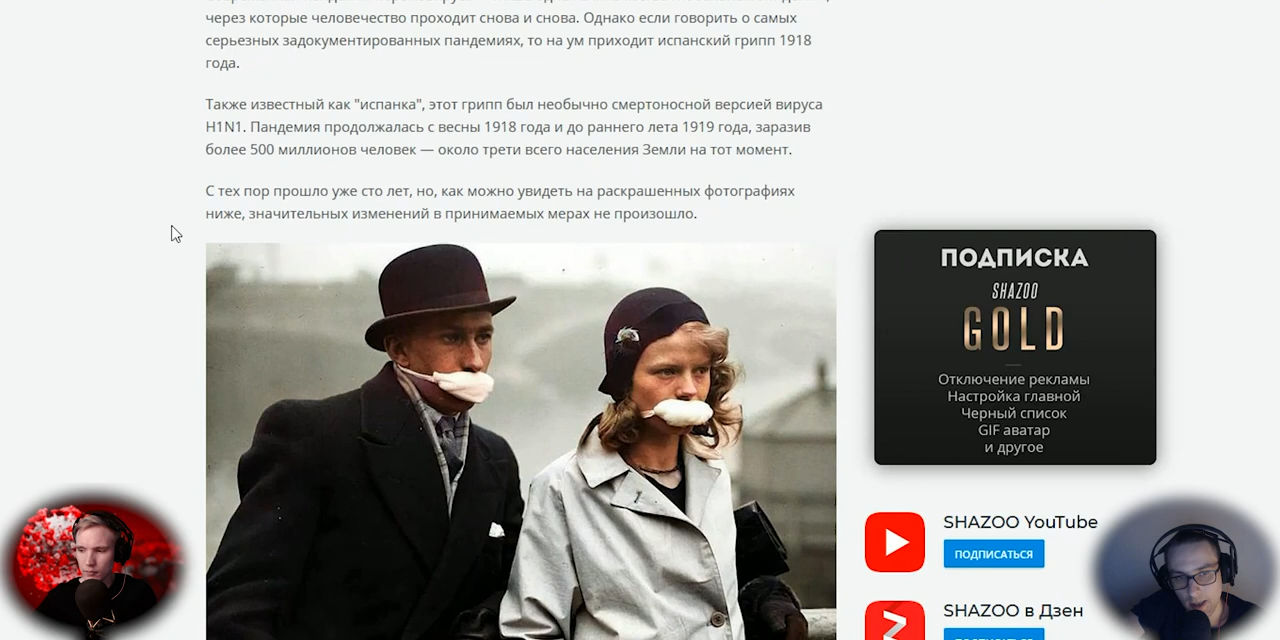 через которые человечество проходит снова и снова. Однако если говорить о самых
серьезных задокументированных пандемиях, то на ум приходит испанский грипп 1918
года.
Также известный как "испанка", этот грипп был необычно смертоносной версией вируса
H1N1. Пандемия продолжалась с весны 1918 года и до раннего лета 1919 года, заразив
более 500 миллионов человек — около трети всего населения Земли на тот момент.
С тех пор прошло уже сто лет, но, как можно увидеть на раскрашенных фотографиях
ниже, значительных изменений в принимаемых мерах не произошло.
ПОДПИСКА
SHAZOO
GOLD
Отключение рекламы
Настройка главной
Черный список
GIF аватар
и другое
SHAZOO YouTube
ПОДПИСАТЬСЯ
SHAZOO в Дзен